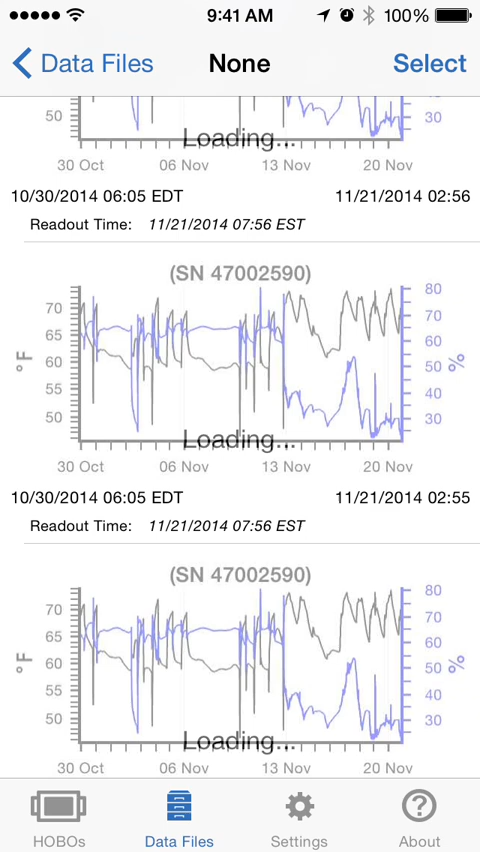 9:41 AM 100%
Data Files None Select
50 30
Loading...
30 Oct 06 Nov 13 Nov 20 Nov
10/30/2014 06:05 EDT 11/21/2014 02:56
Readout Time: 11/21/2014 07:56 EST
(SN 47002590)
80
70 70
65 60
°F 60 50 %
55 40
50 30
Loading...
30 Oct 06 Nov 13 Nov 20 Nov
10/30/2014 06:05 EDT 11/21/2014 02:55
Readout Time: 11/21/2014 07:56 EST
(SN 47002590)
80
70 70
65 60
°F 60 50 %
55 40
50 30
Loading...
30 Oct 06 Nov 13 Nov 20 Nov
HOBOs Data Files Settings About